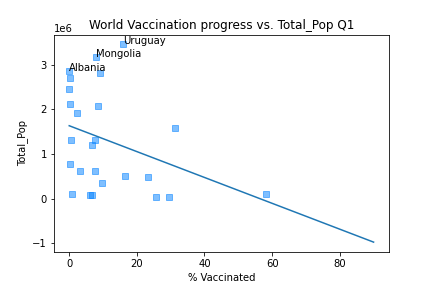 World Vaccination progress vs. Total_Pop Q1
1e6
Uruguay
Mongolia
Albania
3
2
1
0
−1
Total_Pop
0
20
40
60
80
% Vaccinated